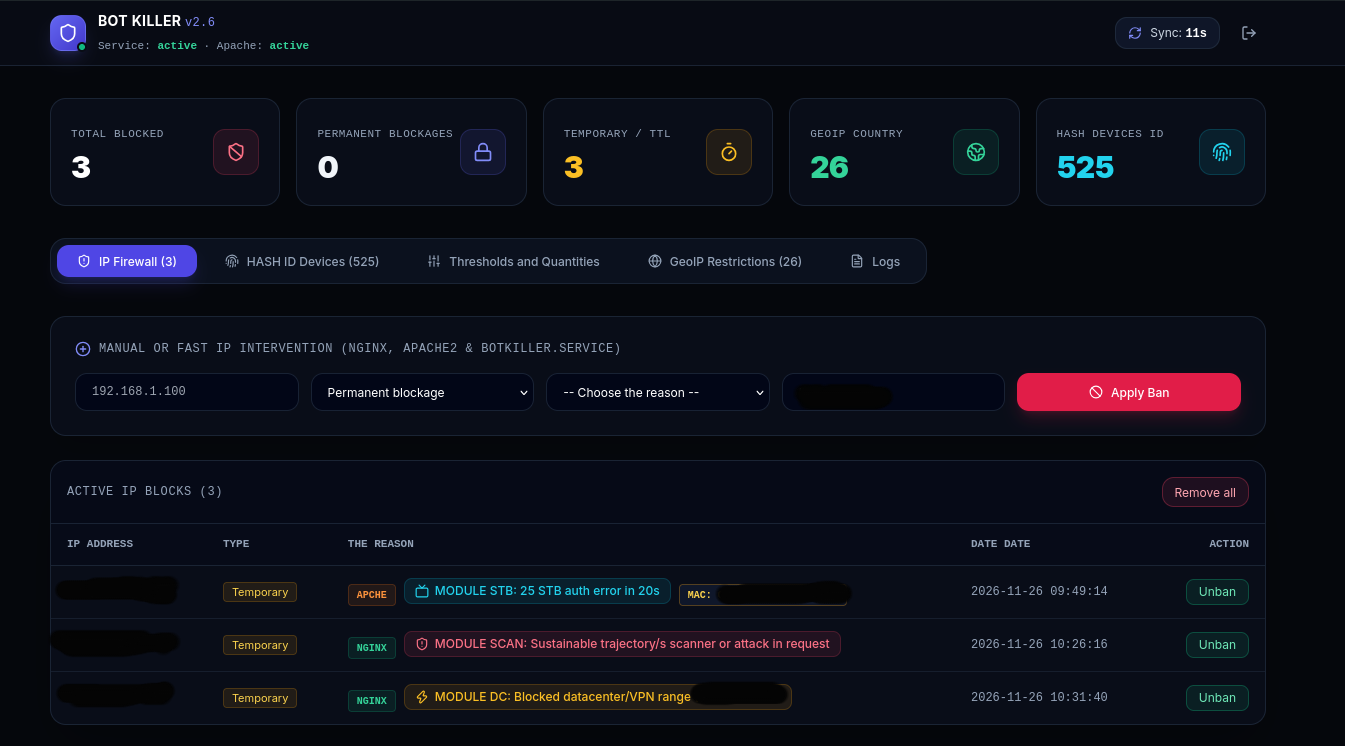 BOT KILLER v2.6
Service: active · Apache: active
Sync: 11s
TOTAL BLOCKED
3
PERMANENT BLOCKAGES
0
TEMPORARY / TTL
3
GEOIP COUNTRY
26
HASH DEVICES ID
525
IP Firewall (3)
HASH ID Devices (525)
Thresholds and Quantities
GeoIP Restrictions (26)
Logs
MANUAL OR FAST IP INTERVENTION (NGINX, APACHE2 & BOTKILLER.SERVICE)
192.168.1.100
Permanent blockage
-- Choose the reason --
Apply Ban
ACTIVE IP BLOCKS (3)
Remove all
IP ADDRESS TYPE THE REASON DATE DATE ACTION
Temporary APCHE MODULE STB: 25 STB auth error in 20s MAC: 2026-11-26 09:49:14 Unban
Temporary NGINX MODULE SCAN: Sustainable trajectory/s scanner or attack in request 2026-11-26 10:26:16 Unban
Temporary NGINX MODULE DC: Blocked datacenter/VPN range 2026-11-26 10:31:40 Unban